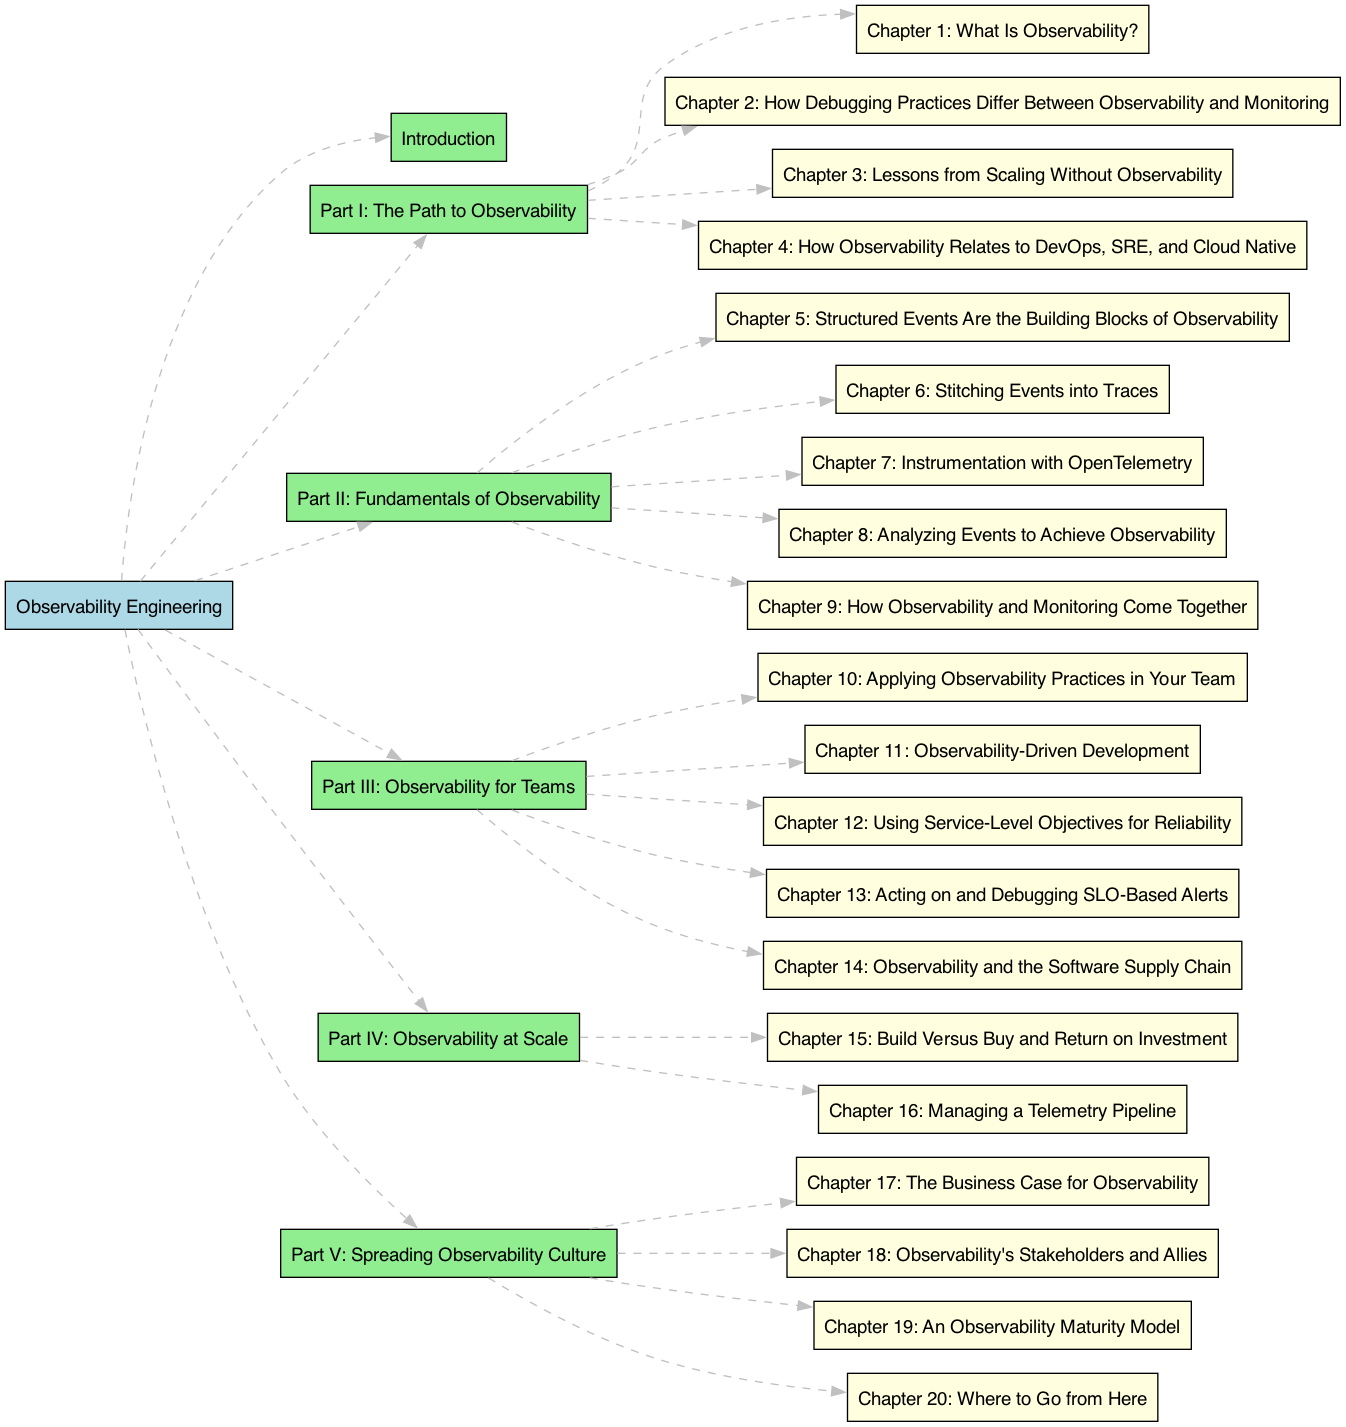 Chapter 1: What Is Observability?
Chapter 2: How Debugging Practices Differ Between Observability and Monitoring
Introduction
Chapter 3: Lessons from Scaling Without Observability
Part I: The Path to Observability
Chapter 4: How Observability Relates to DevOps, SRE, and Cloud Native
Chapter 5: Structured Events Are the Building Blocks of Observability
Chapter 6: Stitching Events into Traces
Chapter 7: Instrumentation with OpenTelemetry
Part II: Fundamentals of Observability
Chapter 8: Analyzing Events to Achieve Observability
Observability Engineering
Chapter 9: How Observability and Monitoring Come Together
Chapter 10: Applying Observability Practices in Your Team
Chapter 11: Observability-Driven Development
Part III: Observability for Teams
Chapter 12: Using Service-Level Objectives for Reliability
Chapter 13: Acting on and Debugging SLO-Based Alerts
Chapter 14: Observability and the Software Supply Chain
Part IV: Observability at Scale
Chapter 15: Build Versus Buy and Return on Investment
Chapter 16: Managing a Telemetry Pipeline
Chapter 17: The Business Case for Observability
Part V: Spreading Observability Culture
Chapter 18: Observability's Stakeholders and Allies
Chapter 19: An Observability Maturity Model
Chapter 20: Where to Go from Here